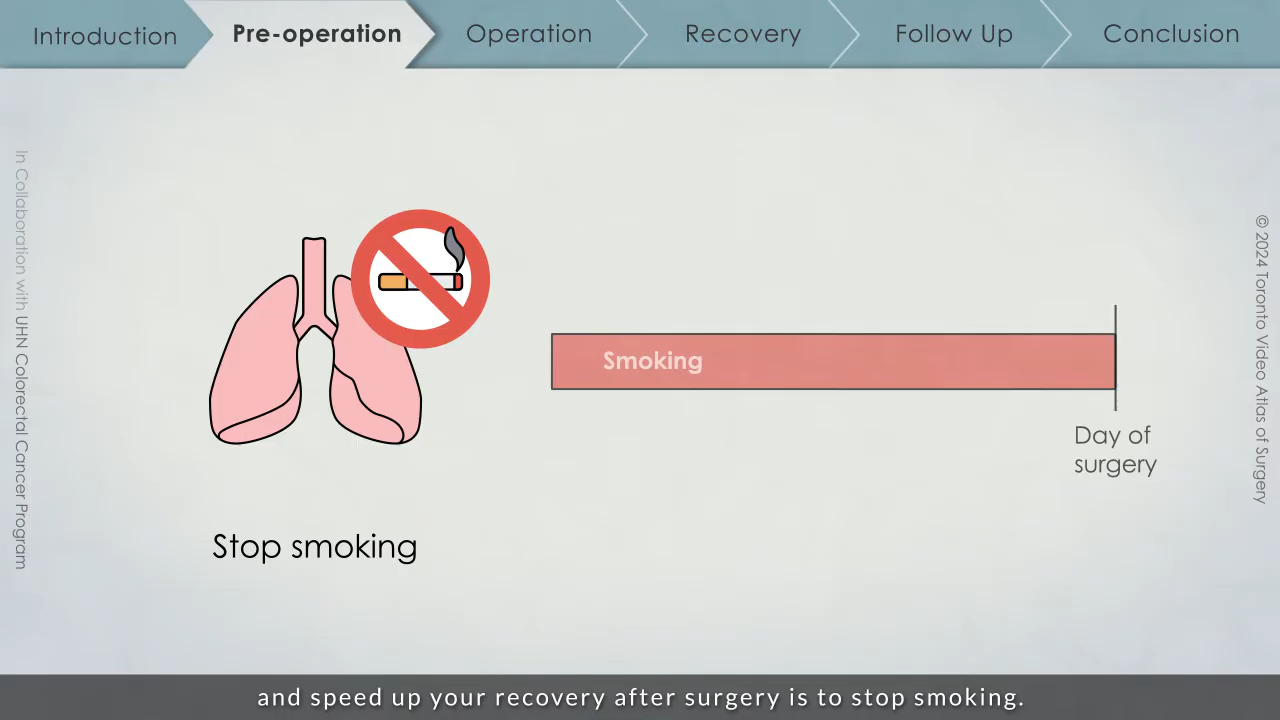 Introduction
Pre-operation
Operation
Recovery
Follow Up
Conclusion
In Collaboration with UHN Colorectal Cancer Program
© 2024 Toronto Video Atlas of Surgery
Smoking
Day of
surgery
Stop smoking
and speed up your recovery after surgery is to stop smoking.